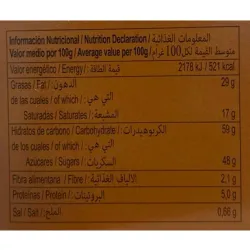 Información Nutricional / Nutrition Declaration / المعلومات الغذائية
Valor medio por 100g / Average value per 100g / متوسط القيمة لكل 100 غرام
Valor energético / Energy / قيمة الطاقة: 2178 kJ / 521 kcal
Grasas / Fat / الدهون: 29 g
de las cuales / of which / التي هي:
Saturadas / Saturates / المشبعة: 17 g
Hidratos de carbono / Carbohydrate / الكربوهيدرات: 59 g
de los cuales / of which / التي هي:
Azúcares / Sugars / السكريات: 48 g
Fibra alimentaria / Fibre / الألياف الغذائية: 2,1 g
Proteínas / Protein / البروتينات: 5,0 g
Sal / Salt / الملح: 0,66 g